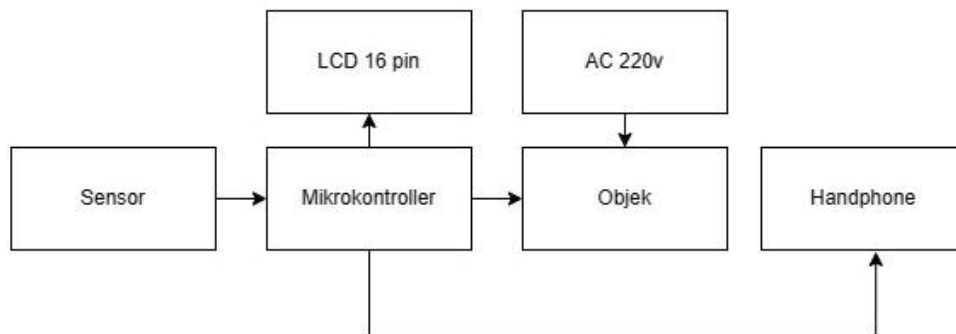 LCD 16 pin
AC 220v
Sensor
Mikrokontroller
Objek
Handphone